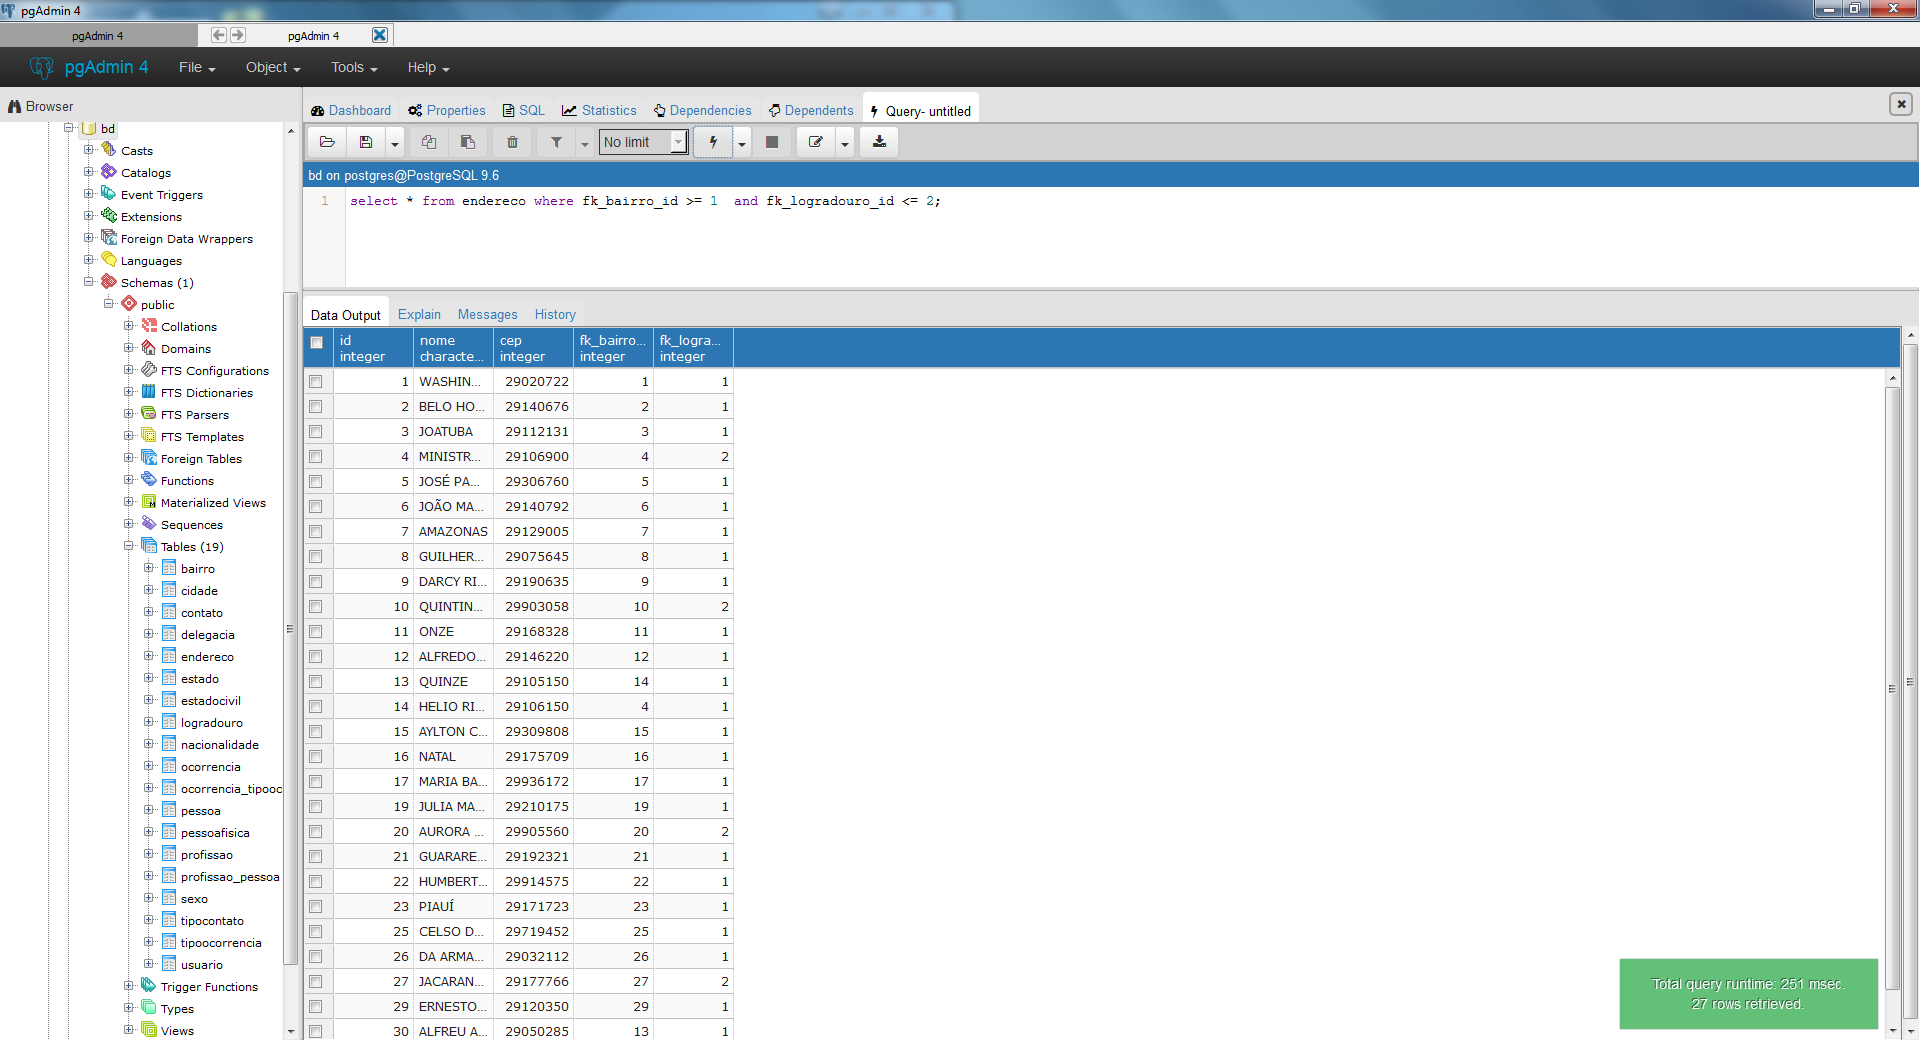 pgAdmin 4
pgAdmin 4
pgAdmin 4
pgAdmin 4
File
Object
Tools
Help
Browser
bd
Casts
Catalogs
Event Triggers
Extensions
Foreign Data Wrappers
Languages
Schemas (1)
public
Collations
Domains
FTS Configurations
FTS Dictionaries
FTS Parsers
FTS Templates
Foreign Tables
Functions
Materialized Views
Sequences
Tables (19)
bairro
cidade
contato
delegacia
endereco
estado
estadocivil
logradouro
nacionalidade
ocorrencia
ocorrencia_tipooc
pessoa
pessoafisica
profissao
profissao_pessoa
sexo
tipocontato
tipoocorrencia
usuario
Trigger Functions
Types
Views
Dashboard
Properties
SQL
Statistics
Dependencies
Dependents
Query- untitled
No limit
bd on postgres@PostgreSQL 9.6
1 select * from endereco where fk_bairro_id >= 1  and fk_logradouro_id <= 2;
Data Output
Explain
Messages
History
id nome cep fk_bairro... fk_logra...
integer characte... integer integer integer
1 WASHIN... 29020722 1 1
2 BELO HO... 29140676 2 1
3 JOATUBA 29112131 3 1
4 MINISTR... 29106900 4 2
5 JOSÉ PA... 29306760 5 1
6 JOÃO MA... 29140792 6 1
7 AMAZONAS 29129005 7 1
8 GUILHER... 29075645 8 1
9 DARCY RI... 29190635 9 1
10 QUINTIN... 29903058 10 2
11 ONZE 29168328 11 1
12 ALFREDO... 29146220 12 1
13 QUINZE 29105150 14 1
14 HELIO RI... 29106150 4 1
15 AYLTON C... 29309808 15 1
16 NATAL 29175709 16 1
17 MARIA BA... 29936172 17 1
19 JULIA MA... 29210175 19 1
20 AURORA ... 29905560 20 2
21 GUARARE... 29192321 21 1
22 HUMBERT... 29914575 22 1
23 PIAUÍ 29171723 23 1
25 CELSO D... 29719452 25 1
26 DA ARMA... 29032112 26 1
27 JACARAN... 29177766 27 2
29 ERNESTO... 29120350 29 1
30 ALFREU A... 29050285 13 1
Total query runtime: 251 msec.
27 rows retrieved.